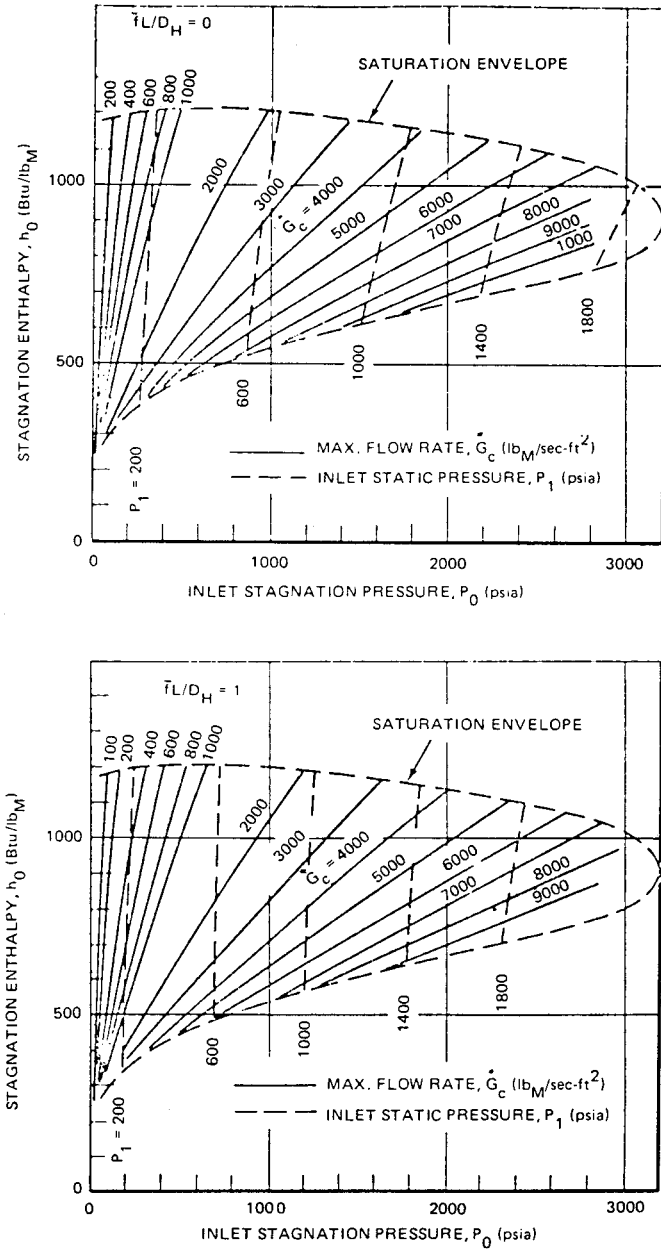 f̄L/D_H = 0
SATURATION ENVELOPE
200
400
600
800
1000
2000
3000
Ġ_c = 4000
5000
6000
7000
8000
9000
1000
1000
500
0
STAGNATION ENTHALPY, h_0 (Btu/lb_M)
P_1 = 200
600
1000
1400
1800
MAX. FLOW RATE, Ġ_c (lb_M/sec-ft²)
INLET STATIC PRESSURE, P_1 (psia)
0 1000 2000 3000
INLET STAGNATION PRESSURE, P_0 (psia)
f̄L/D_H = 1
SATURATION ENVELOPE
100
200
400
600
800
1000
2000
3000
Ġ_c = 4000
5000
6000
7000
8000
9000
1000
500
0
STAGNATION ENTHALPY, h_0 (Btu/lb_M)
P_1 = 200
600
1000
1400
1800
MAX. FLOW RATE, Ġ_c (lb_M/sec-ft²)
INLET STATIC PRESSURE, P_1 (psia)
0 1000 2000 3000
INLET STAGNATION PRESSURE, P_0 (psia)